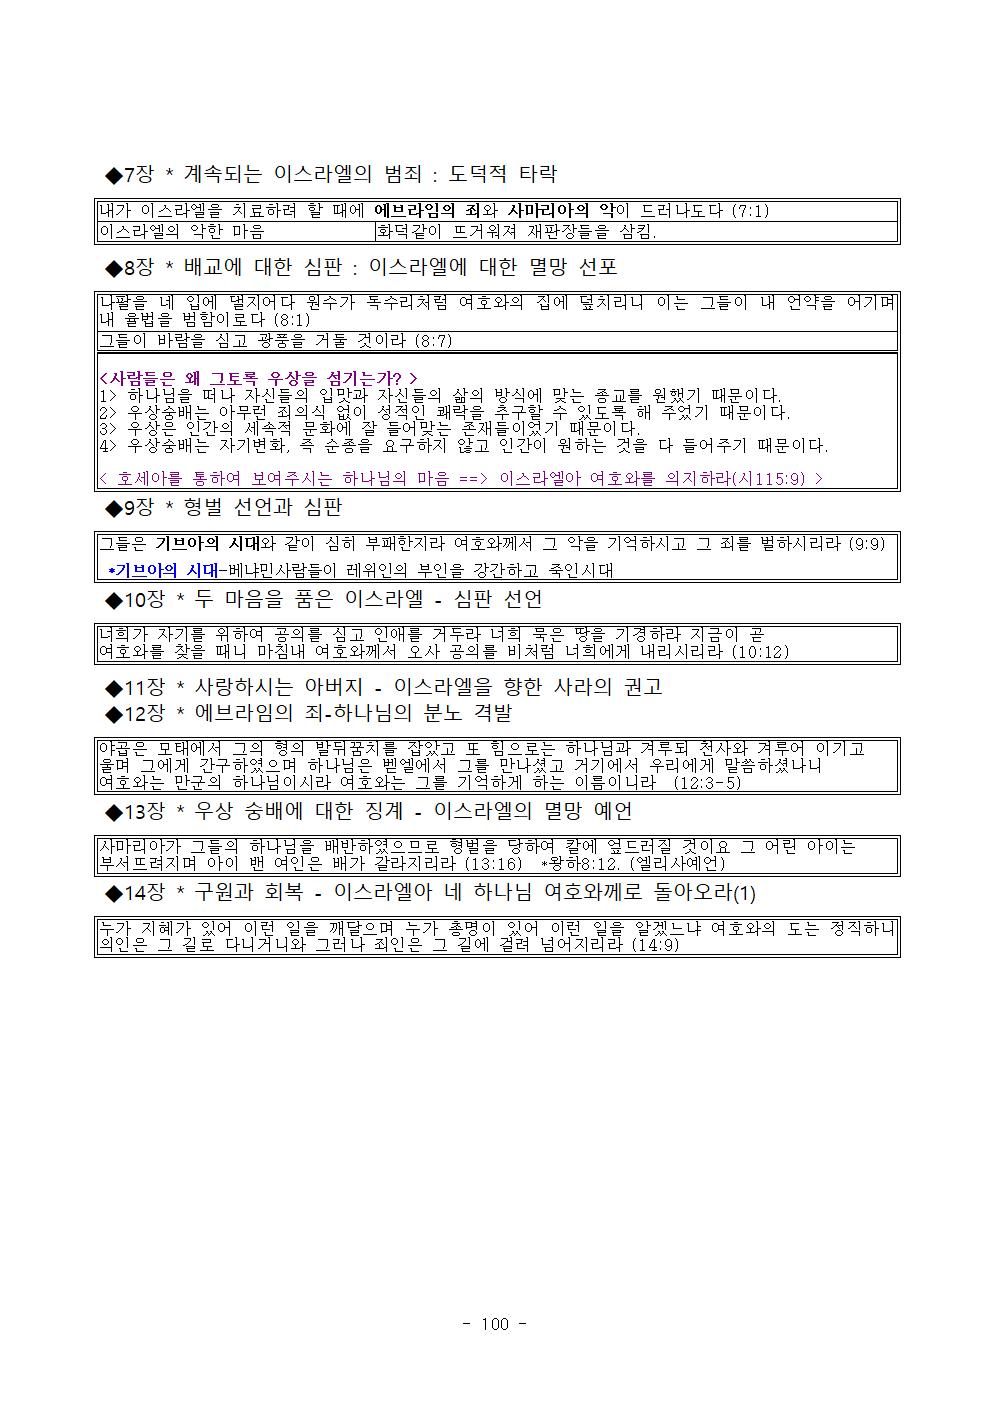 ◆7장 * 계속되는 이스라엘의 범죄 : 도덕적 타락
내가 이스라엘을 치료하려 할 때에 에브라임의 죄와 사마리아의 악이 드러나도다 (7:1)
이스라엘의 악한 마음 화덕같이 뜨거워져 재판장들을 삼킴.
◆8장 * 배교에 대한 심판 : 이스라엘에 대한 멸망 선포
나팔을 네 입에 댈지어다 원수가 독수리처럼 여호와의 집에 덮치리니 이는 그들이 내 언약을 어기며
내 율법을 범함이로다 (8:1)
그들이 바람을 심고 광풍을 거둘 것이라 (8:7)
<사람들은 왜 그토록 우상을 섬기는가? >
1> 하나님을 떠나 자신들의 입맛과 자신들의 삶의 방식에 맞는 종교를 원했기 때문이다.
2> 우상숭배는 아무런 죄의식 없이 성적인 쾌락을 추구할 수 있도록 해 주었기 때문이다.
3> 우상은 인간의 세속적 문화에 잘 들어맞는 존재들이었기 때문이다.
4> 우상숭배는 자기변화, 즉 순종을 요구하지 않고 인간이 원하는 것을 다 들어주기 때문이다.
< 호세아를 통하여 보여주시는 하나님의 마음 ==> 이스라엘아 여호와를 의지하라(시115:9) >
◆9장 * 형벌 선언과 심판
그들은 기브아의 시대와 같이 심히 부패한지라 여호와께서 그 악을 기억하시고 그 죄를 벌하시리라 (9:9)
*기브아의 시대-베냐민사람들이 레위인의 부인을 강간하고 죽인시대
◆10장 * 두 마음을 품은 이스라엘 - 심판 선언
너희가 자기를 위하여 공의를 심고 인애를 거두라 너희 묵은 땅을 기경하라 지금이 곧
여호와를 찾을 때니 마침내 여호와께서 오사 공의를 비처럼 너희에게 내리시리라 (10:12)
◆11장 * 사랑하시는 아버지 - 이스라엘을 향한 사라의 권고
◆12장 * 에브라임의 죄-하나님의 분노 격발
야곱은 모태에서 그의 형의 발뒤꿈치를 잡았고 또 힘으로는 하나님과 겨루되 천사와 겨루어 이기고
울며 그에게 간구하였으며 하나님은 벧엘에서 그를 만나셨고 거기에서 우리에게 말씀하셨나니
여호와는 만군의 하나님이시라 여호와는 그를 기억하게 하는 이름이니라 (12:3-5)
◆13장 * 우상 숭배에 대한 징계 - 이스라엘의 멸망 예언
사마리아가 그들의 하나님을 배반하였으므로 형벌을 당하여 칼에 엎드러질 것이요 그 어린 아이는
부서뜨려지며 아이 밴 여인은 배가 갈라지리라 (13:16) *왕하8:12. (엘리사예언)
◆14장 * 구원과 회복 - 이스라엘아 네 하나님 여호와께로 돌아오라(1)
누가 지혜가 있어 이런 일을 깨달으며 누가 총명이 있어 이런 일을 알겠느냐 여호와의 도는 정직하니
의인은 그 길로 다니거니와 그러나 죄인은 그 길에 걸려 넘어지리라 (14:9)
- 100 -